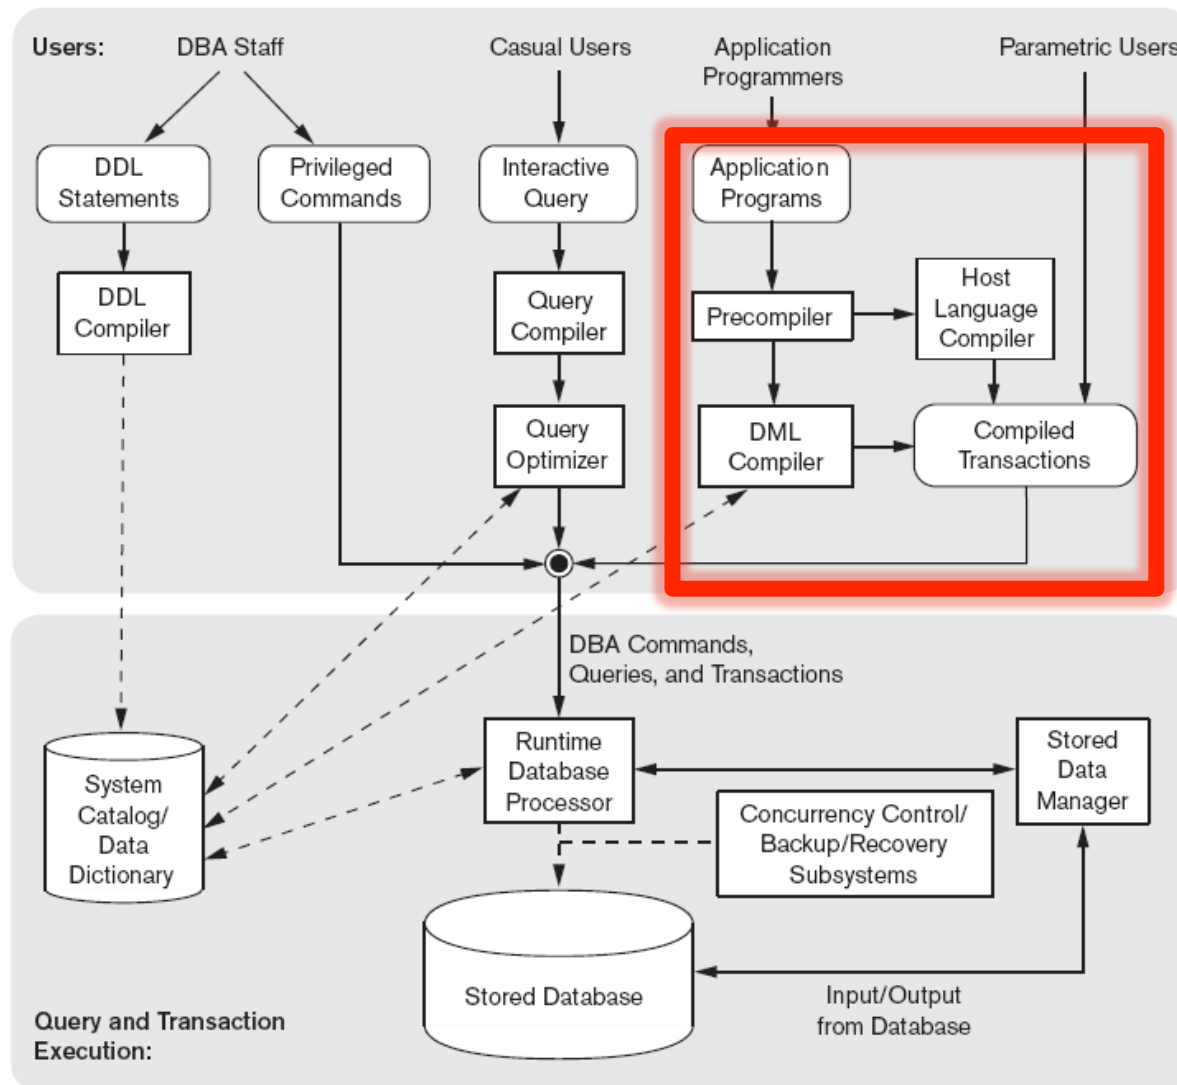 Users:
DBA Staff
Casual Users
Application
Programmers
Parametric Users
DDL
Statements
Privileged
Commands
Interactive
Query
Application
Programs
DDL
Compiler
Query
Compiler
Precompiler
Host
Language
Compiler
Query
Optimizer
DML
Compiler
Compiled
Transactions
DBA Commands,
Queries, and Transactions
System
Catalog/
Data
Dictionary
Runtime
Database
Processor
Stored
Data
Manager
Concurrency Control/
Backup/Recovery
Subsystems
Stored Database
Input/Output
from Database
Query and Transaction
Execution: